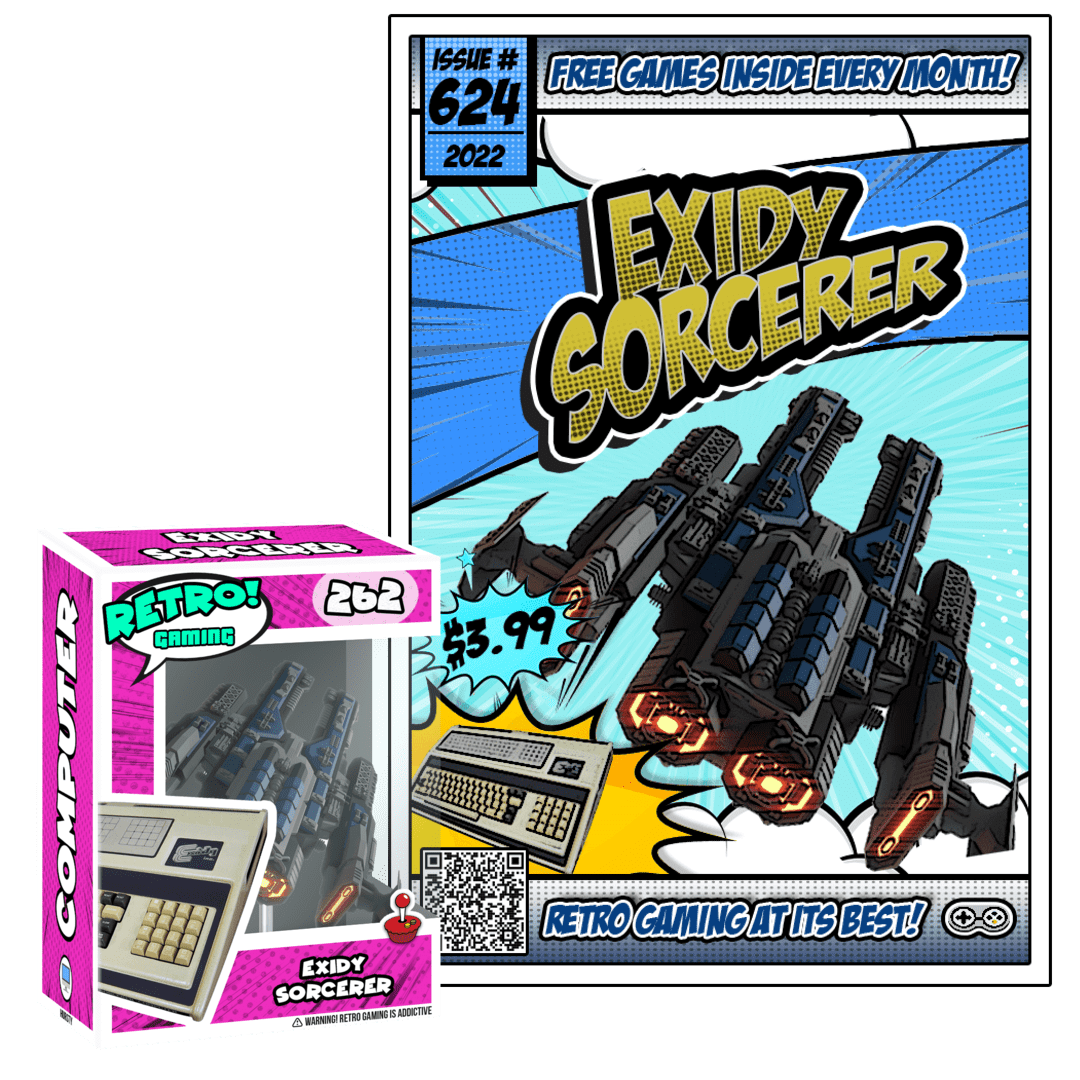 ISSUE #
624
2022
FREE GAMES INSIDE EVERY MONTH!
EXIDY
SORCERER
$3.99
RETRO GAMING AT ITS BEST!
EXIDY
SORCERER
COMPUTER
RETRO!
GAMING
262
EXIDY
SORCERER
WARNING! RETRO GAMING IS ADDICTIVE